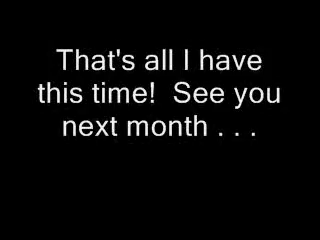 That's all I have
this time!  See you
next month . . .